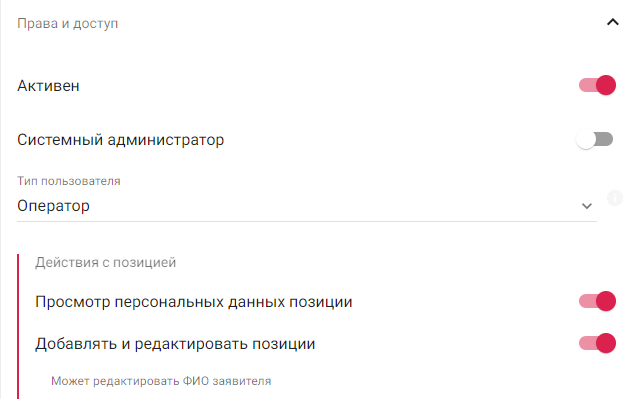 Права и доступ
Активен
Системный администратор
Тип пользователя
Оператор
Действия с позицией
Просмотр персональных данных позиции
Добавлять и редактировать позиции
Может редактировать ФИО заявителя